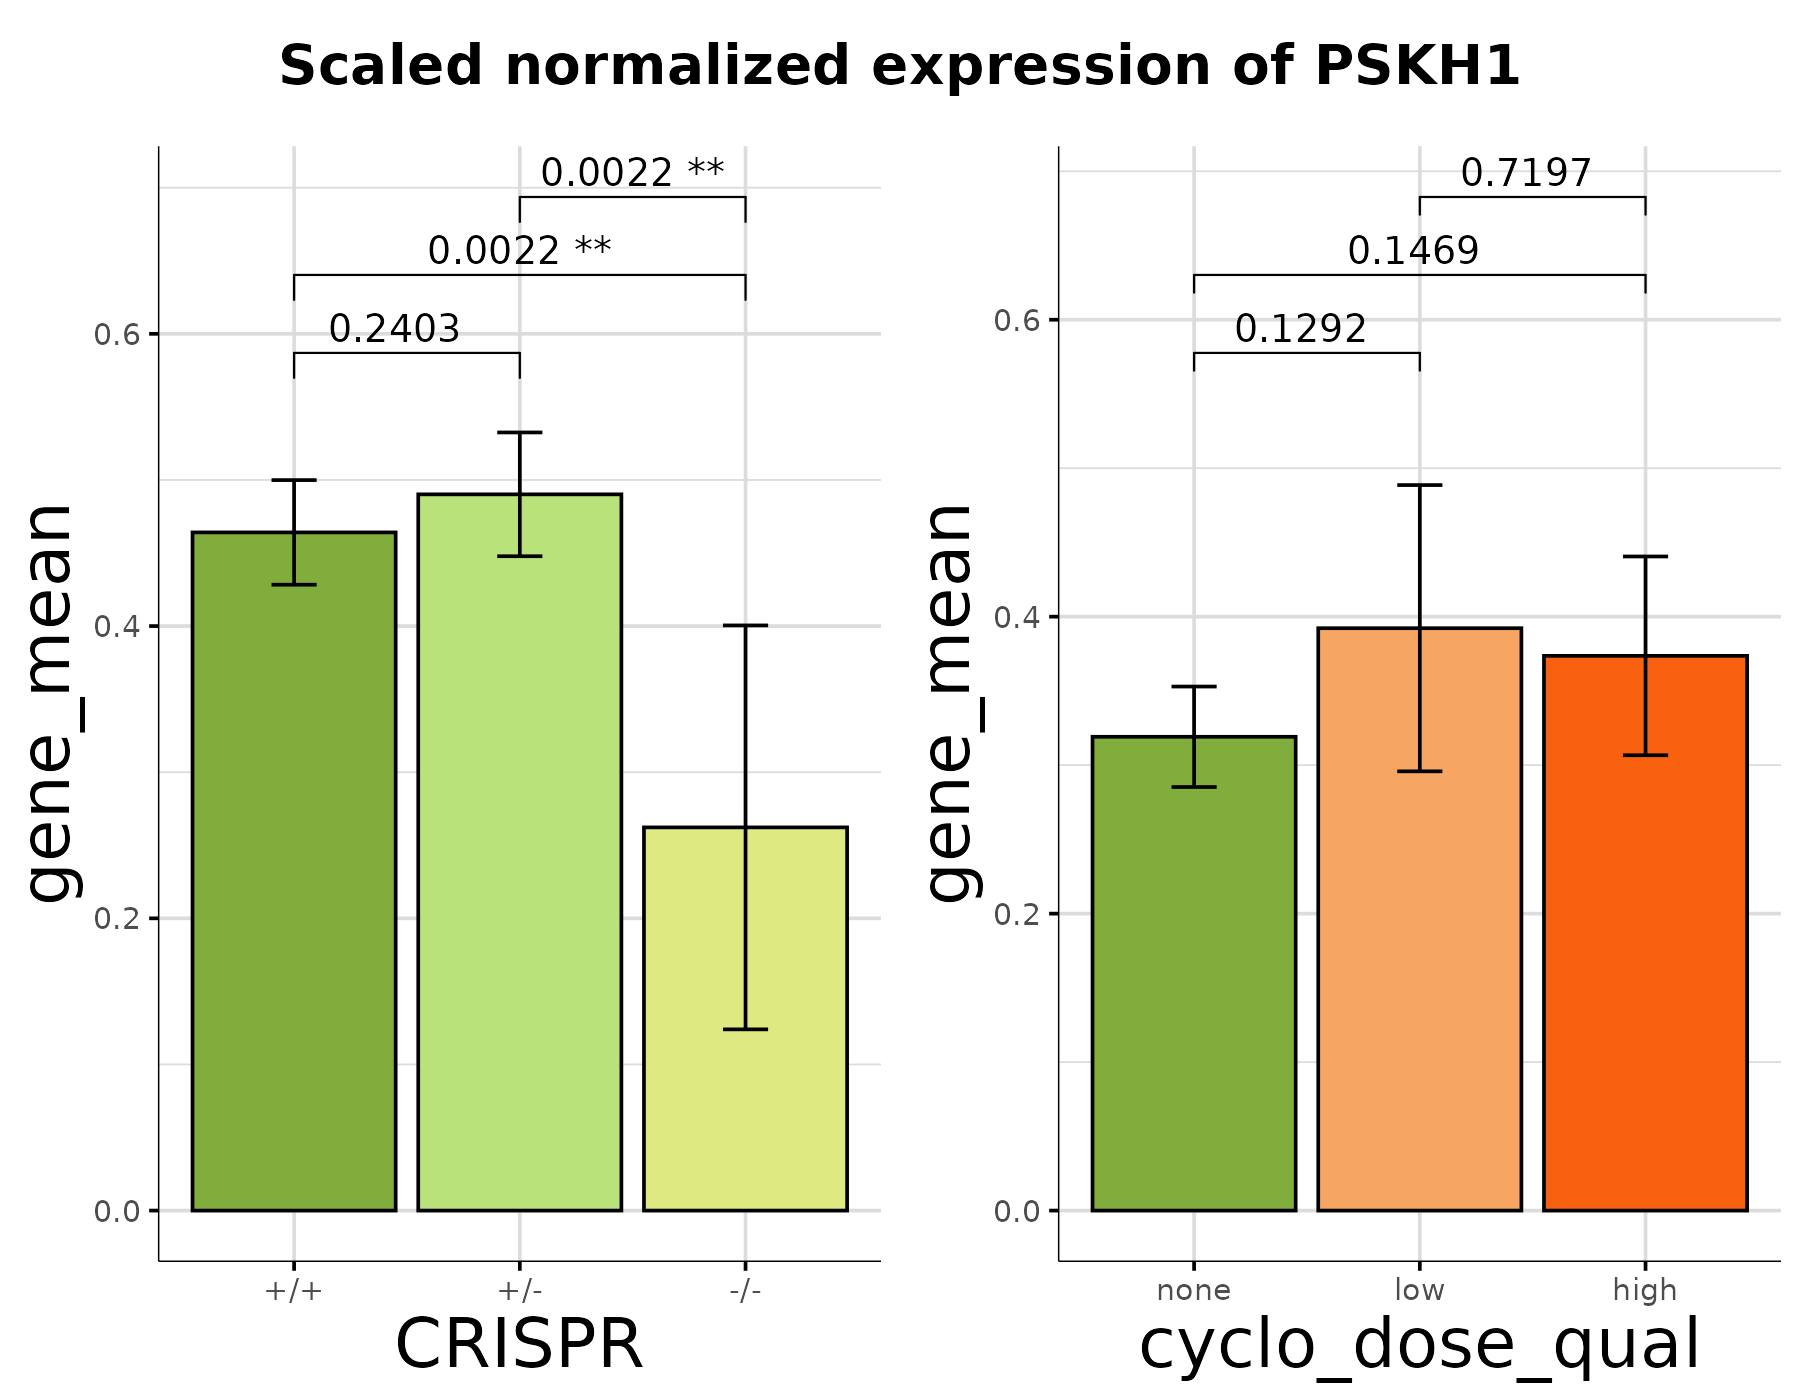 Scaled normalized expression of PSKH1
gene_mean
0.6
0.4
0.2
0.0
0.0022 **
0.0022 **
0.2403
+/+ +/- -/-
CRISPR
gene_mean
0.6
0.4
0.2
0.0
0.7197
0.1469
0.1292
none low high
cyclo_dose_qual